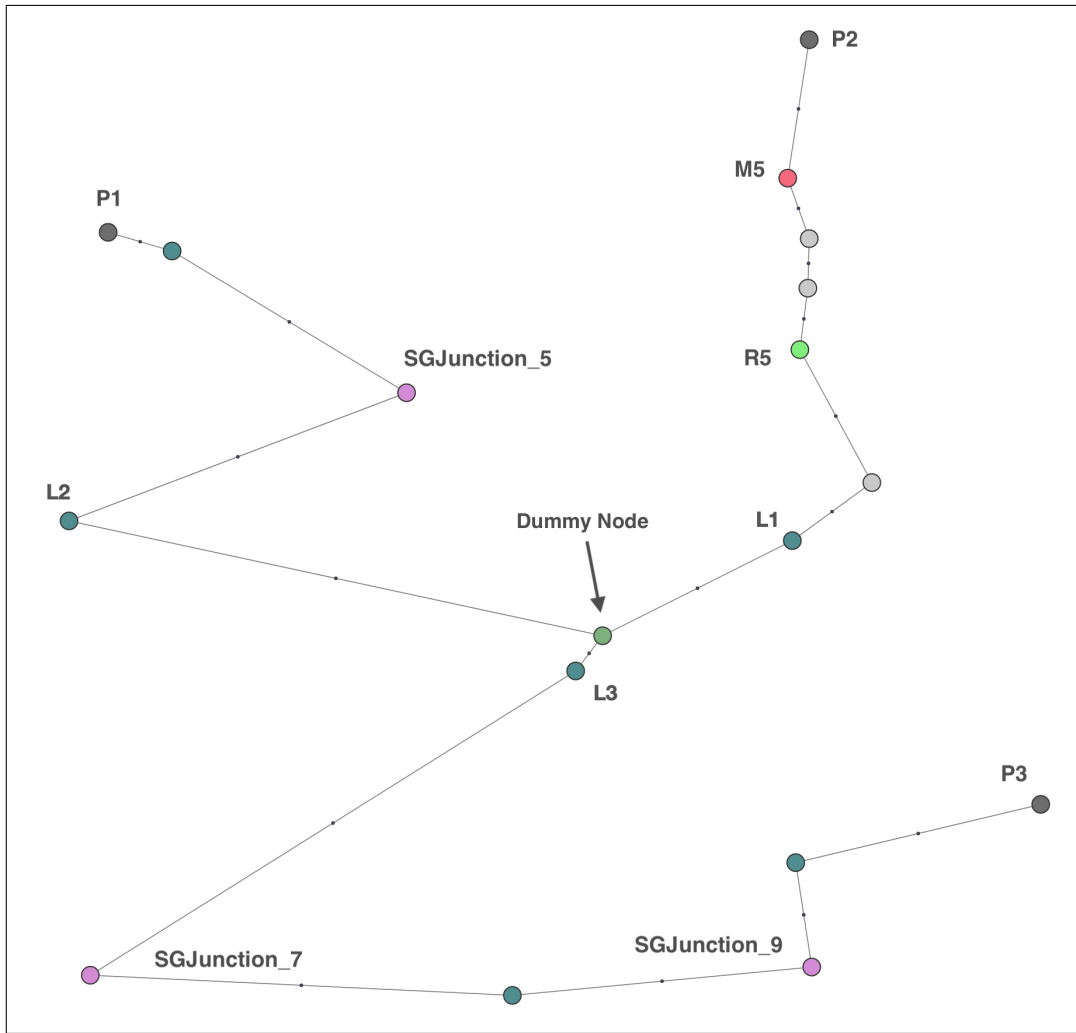 P2
M5
P1
SGJunction_5
R5
L2
Dummy Node
L1
L3
P3
SGJunction_9
SGJunction_7